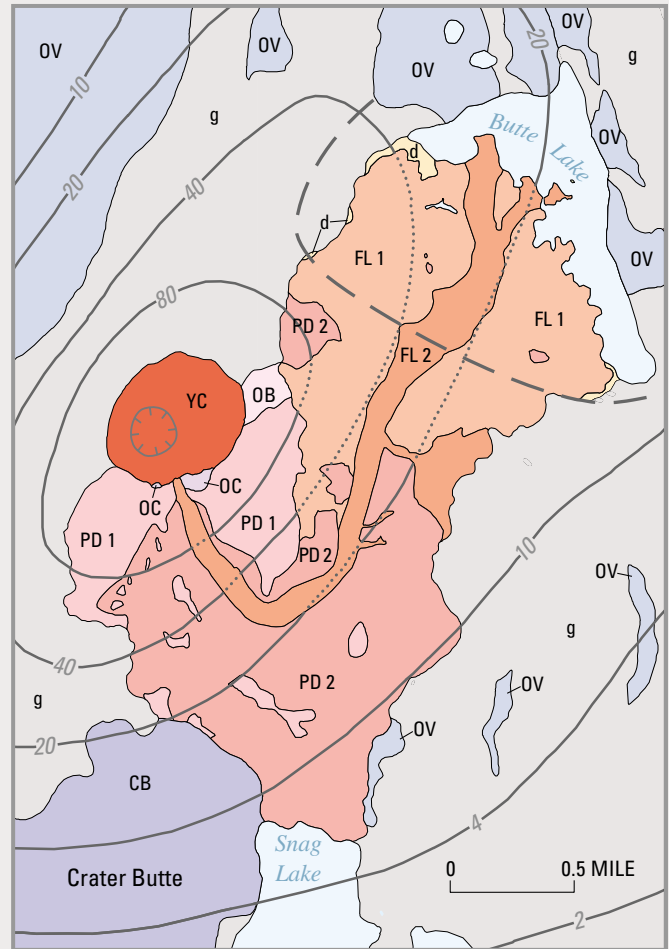 OV
OV
OV
OV
20
g
10
g
Butte
Lake
OV
d
20
40
d
FL 1
OV
80
PD 2
FL 1
FL 2
YC
OB
OC
OC
PD 1
PD 1
PD 2
10
OV
g
40
PD 2
OV
g
20
OV
CB
4
Snag
Lake
Crater Butte
0
0.5 MILE
2